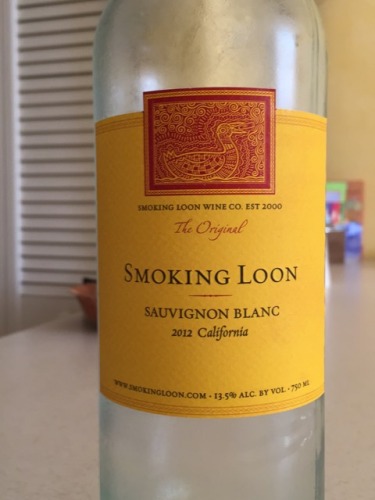 SMOKING LOON WINE CO. EST 2000
The Original
SMOKING LOON
SAUVIGNON BLANC
2012 California
WWW.SMOKINGLOON.COM · 13.5% ALC. BY VOL · 750 ML